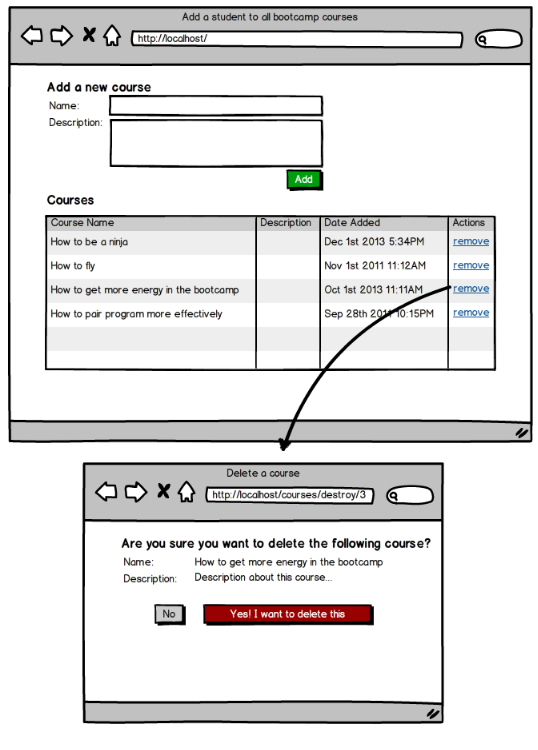 Add a student to all bootcamp courses
http://localhost/
Add a new course
Name:
Description:
Add
Courses
Course Name Description Date Added Actions
How to be a ninja Dec 1st 2013 5:34PM remove
How to fly Nov 1st 2011 11:12AM remove
How to get more energy in the bootcamp Oct 1st 2013 11:11AM remove
How to pair program more effectively Sep 28th 2011 10:15PM remove
Delete a course
http://localhost/courses/destroy/3
Are you sure you want to delete the following course?
Name: How to get more energy in the bootcamp
Description: Description about this course...
No Yes! I want to delete this